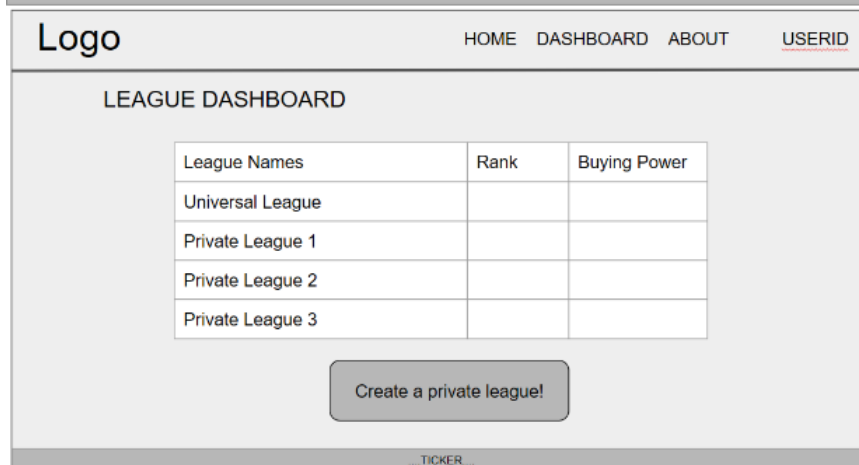 Logo HOME DASHBOARD ABOUT USERID
LEAGUE DASHBOARD
League Names Rank Buying Power
Universal League
Private League 1
Private League 2
Private League 3
Create a private league!
...TICKER...